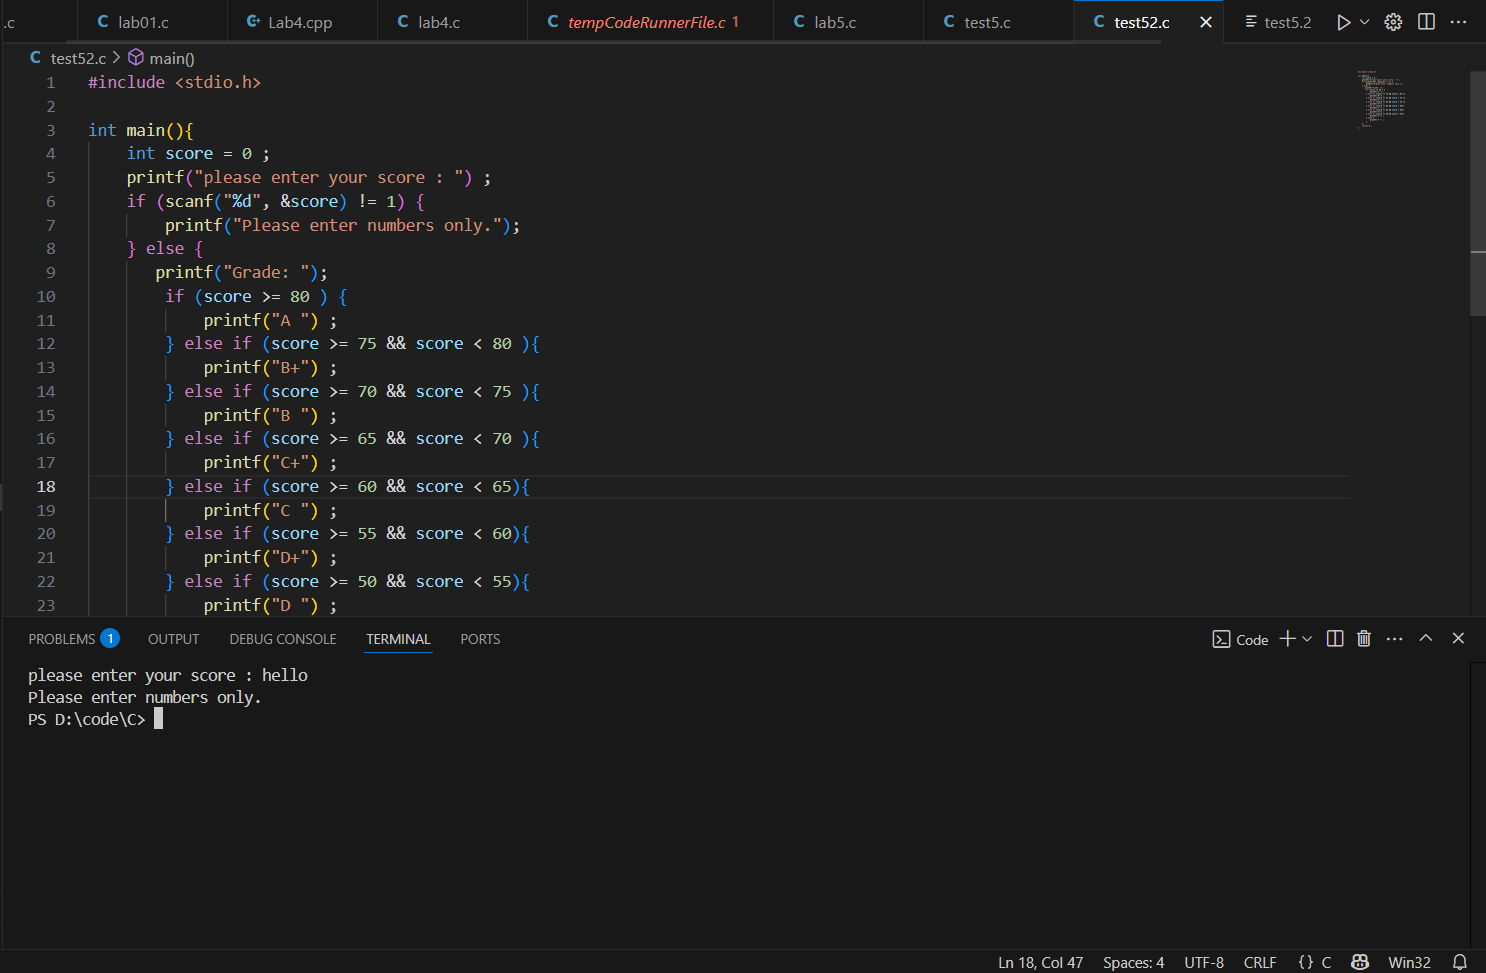 .c lab01.c Lab4.cpp lab4.c tempCodeRunnerFile.c 1 lab5.c test5.c test52.c test5.2
test52.c > main()
1 #include <stdio.h>
2
3 int main(){
4 int score = 0 ;
5 printf("please enter your score : ") ;
6 if (scanf("%d", &score) != 1) {
7 printf("Please enter numbers only.");
8 } else {
9 printf("Grade: ");
10 if (score >= 80 ) {
11 printf("A ") ;
12 } else if (score >= 75 && score < 80 ){
13 printf("B+") ;
14 } else if (score >= 70 && score < 75 ){
15 printf("B ") ;
16 } else if (score >= 65 && score < 70 ){
17 printf("C+") ;
18 } else if (score >= 60 && score < 65){
19 printf("C ") ;
20 } else if (score >= 55 && score < 60){
21 printf("D+") ;
22 } else if (score >= 50 && score < 55){
23 printf("D ") ;
PROBLEMS 1 OUTPUT DEBUG CONSOLE TERMINAL PORTS Code
please enter your score : hello
Please enter numbers only.
PS D:\code\C>
Ln 18, Col 47 Spaces: 4 UTF-8 CRLF {} C Win32